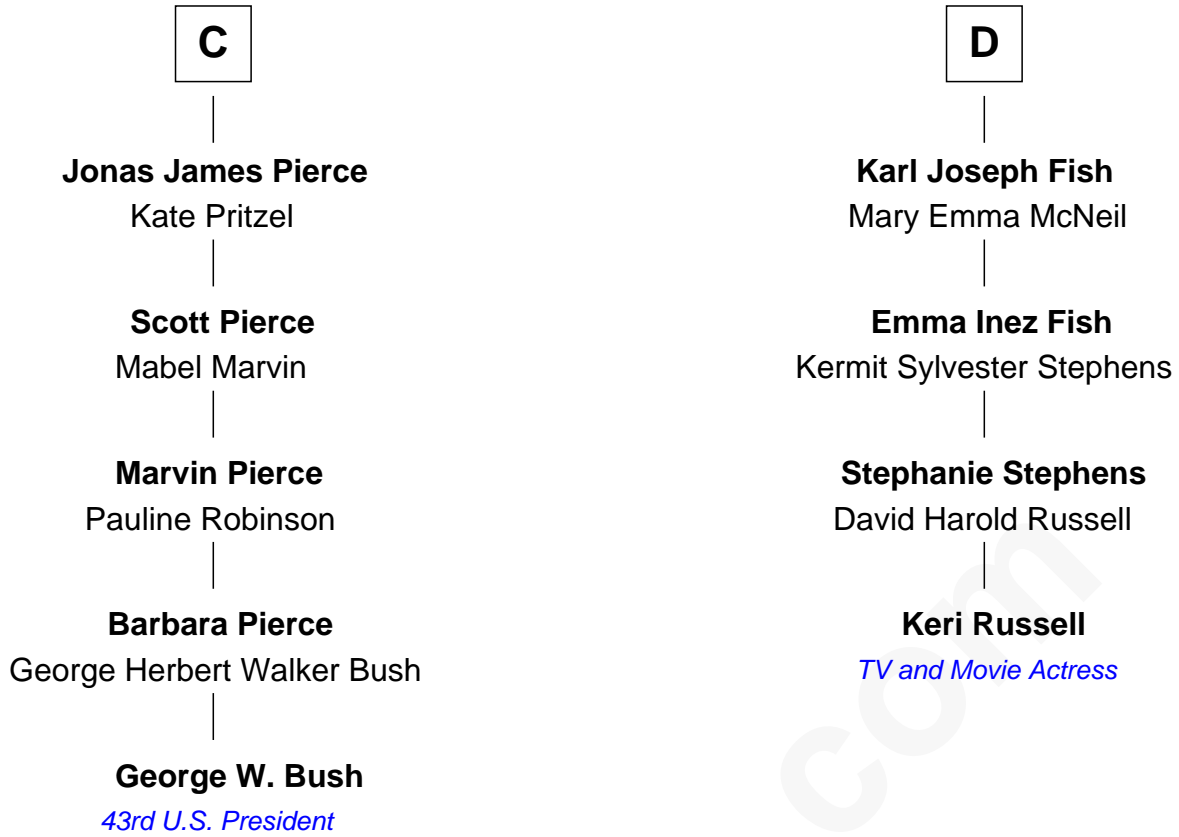 C
Jonas James Pierce
Kate Pritzel
Scott Pierce
Mabel Marvin
Marvin Pierce
Pauline Robinson
Barbara Pierce
George Herbert Walker Bush
George W. Bush
43rd U.S. President
D
Karl Joseph Fish
Mary Emma McNeil
Emma Inez Fish
Kermit Sylvester Stephens
Stephanie Stephens
David Harold Russell
Keri Russell
TV and Movie Actress
com